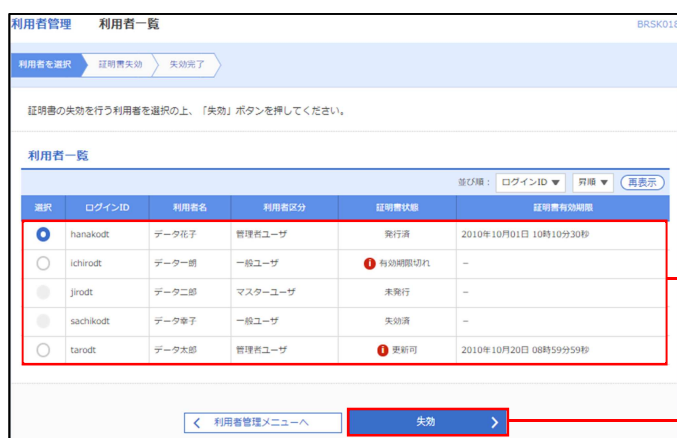 利用者管理 利用者一覧 BRSK018
利用者を選択 証明書失効 失効完了
証明書の失効を行う利用者を選択の上、「失効」ボタンを押してください。
利用者一覧
並び順： ログインID ▼ 昇順 ▼ 再表示
選択 ログインID 利用者名 利用者区分 証明書状態 証明書有効期限
hanakodt データ花子 管理者ユーザ 発行済 2010年10月01日 10時10分30秒
ichirodt データ一郎 一般ユーザ 有効期限切れ －
jirodt データ二郎 マスターユーザ 未発行 －
sachikodt データ幸子 一般ユーザ 失効済 －
tarodt データ太郎 管理者ユーザ 更新可 2010年10月20日 08時59分59秒
利用者管理メニューへ 失効